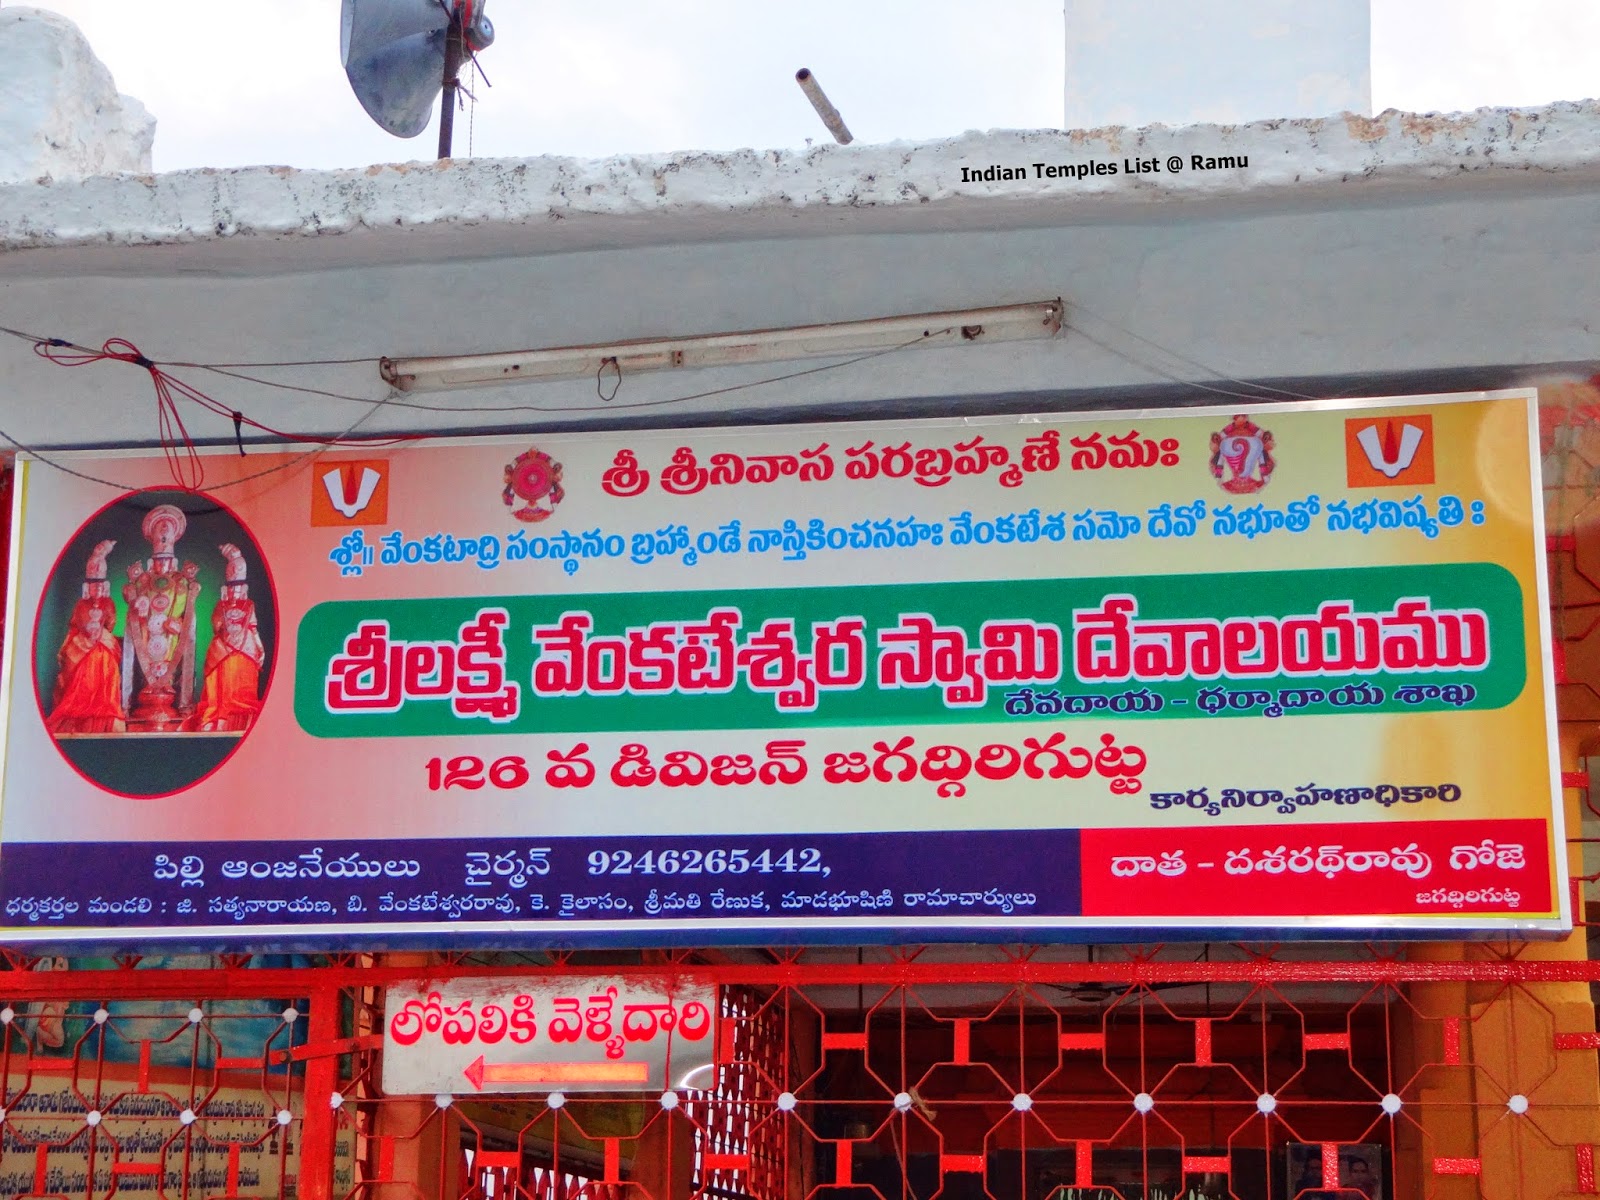 Indian Temples List @ Ramu
శ్రీ శ్రీనివాస పరబ్రహ్మణే నమః
శ్లో॥ వేంకటాద్రి సంస్థానం బ్రహ్మాండే నాస్తికించనహః వేంకటేశ సమో దేవో నభూతో నభవిష్యతి :
శ్రీలక్ష్మీ వేంకటేశ్వర స్వామి దేవాలయము
దేవదాయ - ధర్మాదాయ శాఖ
126 వ డివిజన్ జగద్గిరిగుట్ట
కార్యనిర్వాహణాధికారి
పిల్లి ఆంజనేయులు చైర్మన్ 9246265442,
ధర్మకర్తల మండలి : జి. సత్యనారాయణ, బి. వేంకటేశ్వరరావు, కె. కైలాసం, శ్రీమతి రేణుక, మాడభూషిణి రామాచార్యులు
దాత - దశరథ్‌రావు గోజె
జగద్గిరిగుట్ట
లోపలికి వెళ్ళేదారి